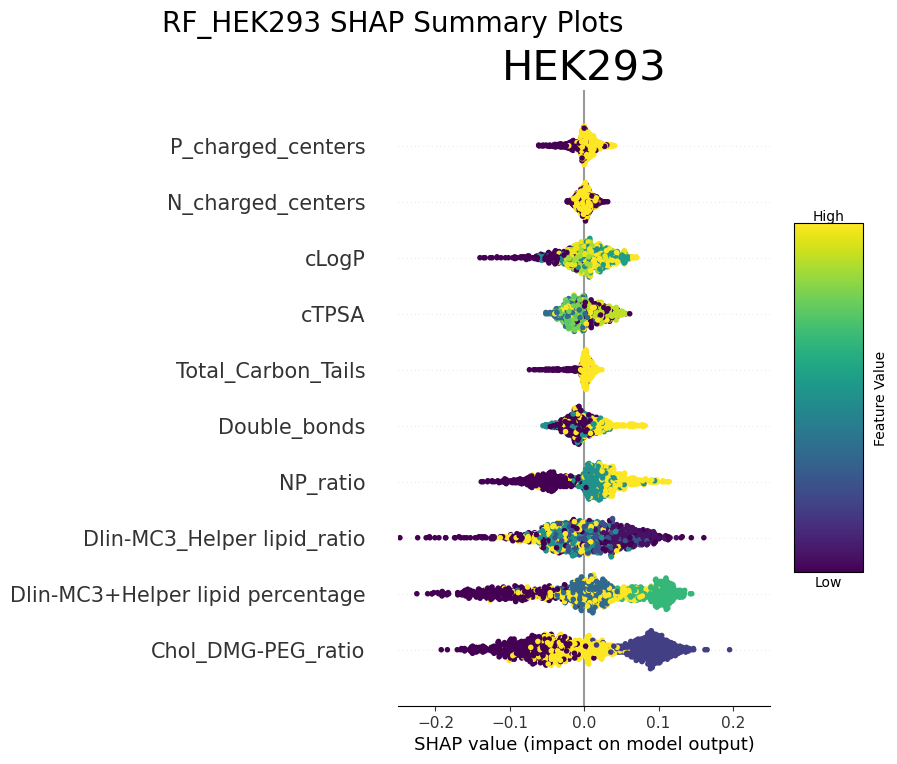 RF_HEK293 SHAP Summary Plots
HEK293
P_charged_centers
N_charged_centers
cLogP
cTPSA
Total_Carbon_Tails
Double_bonds
NP_ratio
Dlin-MC3_Helper lipid_ratio
Dlin-MC3+Helper lipid percentage
Chol_DMG-PEG_ratio
−0.2 −0.1 0.0 0.1 0.2
SHAP value (impact on model output)
High
Feature Value
Low